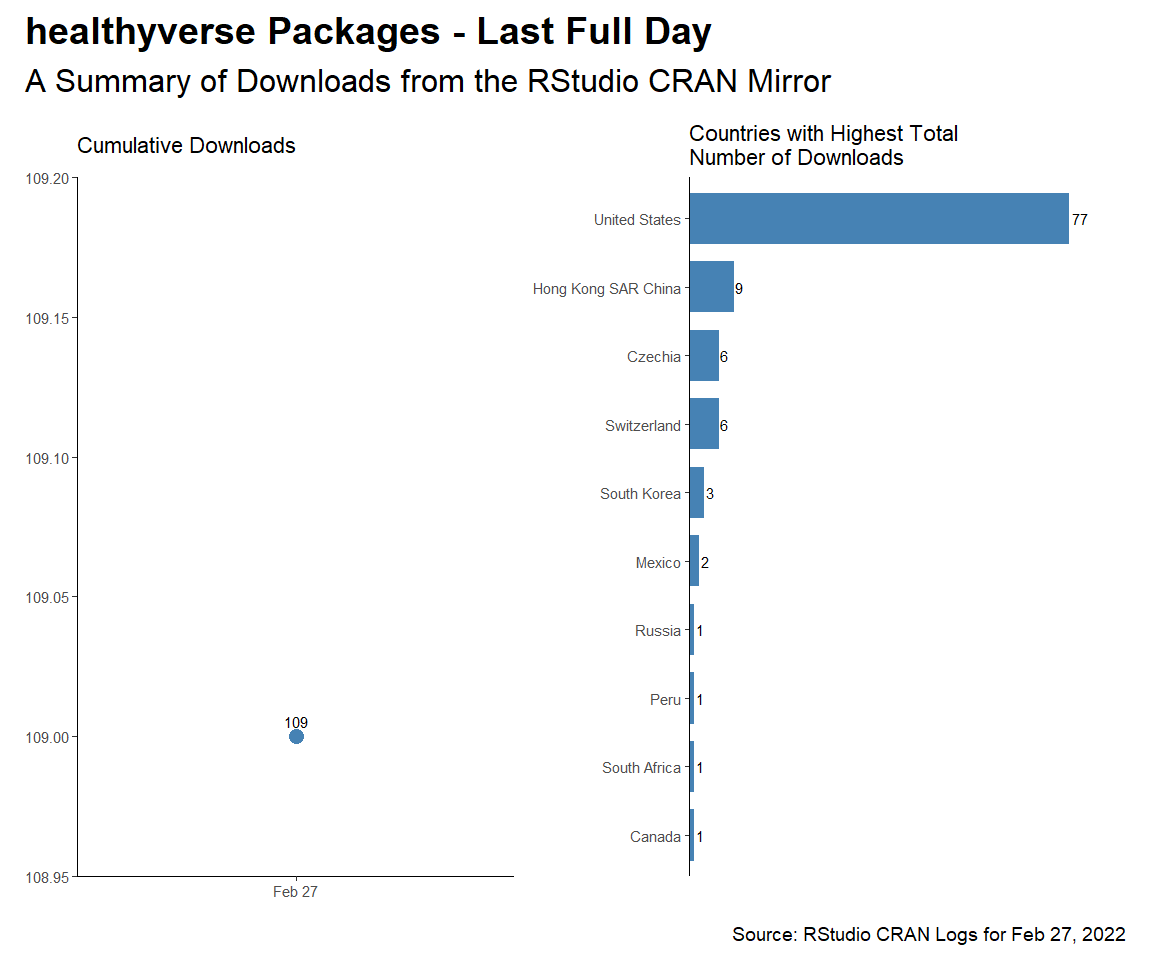 healthyverse Packages - Last Full Day
A Summary of Downloads from the RStudio CRAN Mirror
Cumulative Downloads
109.20
109.15
109.10
109.05
109.00
108.95
109
Feb 27
Countries with Highest Total
Number of Downloads
United States 77
Hong Kong SAR China 9
Czechia 6
Switzerland 6
South Korea 3
Mexico 2
Russia 1
Peru 1
South Africa 1
Canada 1
Source: RStudio CRAN Logs for Feb 27, 2022